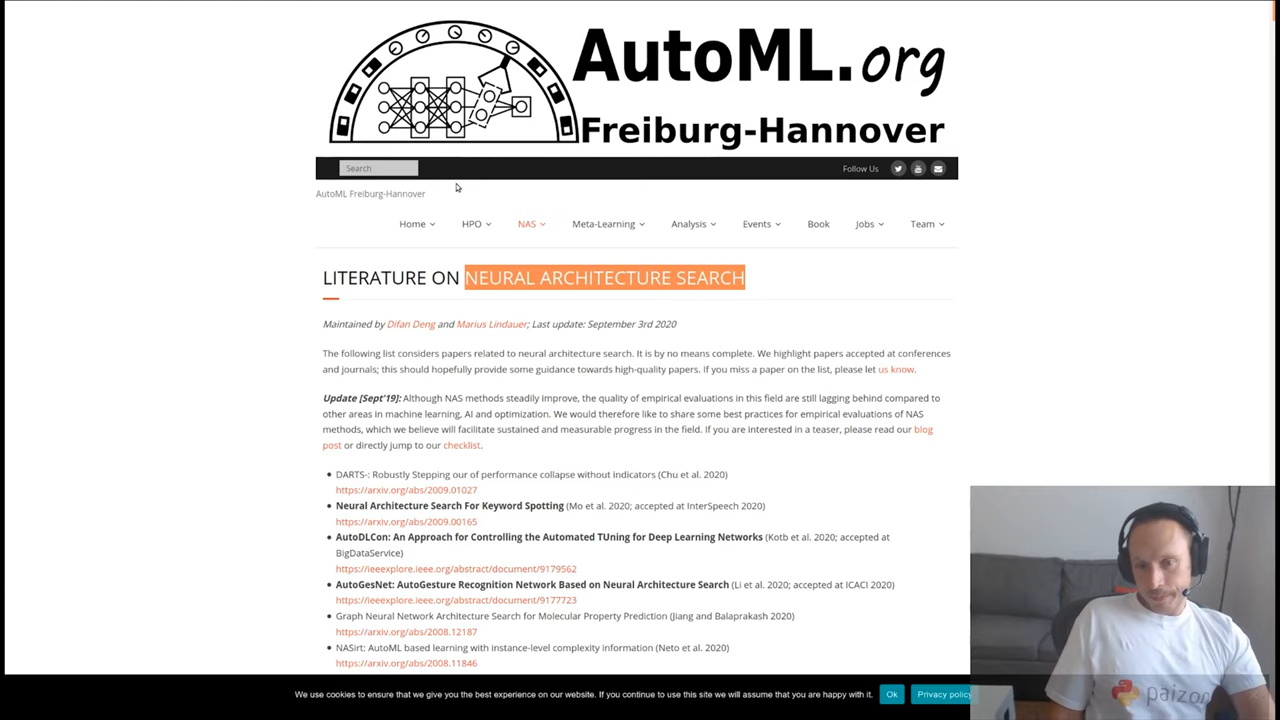 AutoML.org
Freiburg-Hannover
Search
Follow Us
AutoML Freiburg-Hannover
Home
HPO
NAS
Meta-Learning
Analysis
Events
Book
Jobs
Team
LITERATURE ON NEURAL ARCHITECTURE SEARCH
Maintained by Difan Deng and Marius Lindauer; Last update: September 3rd 2020
The following list considers papers related to neural architecture search. It is by no means complete. We highlight papers accepted at conferences
and journals; this should hopefully provide some guidance towards high-quality papers. If you miss a paper on the list, please let us know.
Update [Sept'19]: Although NAS methods steadily improve, the quality of empirical evaluations in this field are still lagging behind compared to
other areas in machine learning, AI and optimization. We would therefore like to share some best practices for empirical evaluations of NAS
methods, which we believe will facilitate sustained and measurable progress in the field. If you are interested in a teaser, please read our blog
post or directly jump to our checklist.
DARTS-: Robustly Stepping our of performance collapse without indicators (Chu et al. 2020)
https://arxiv.org/abs/2009.01027
Neural Architecture Search For Keyword Spotting (Mo et al. 2020; accepted at InterSpeech 2020)
https://arxiv.org/abs/2009.00165
AutoDLCon: An Approach for Controlling the Automated TUning for Deep Learning Networks (Kotb et al. 2020; accepted at
BigDataService)
https://ieeexplore.ieee.org/abstract/document/9179562
AutoGesNet: AutoGesture Recognition Network Based on Neural Architecture Search (Li et al. 2020; accepted at ICACI 2020)
https://ieeexplore.ieee.org/abstract/document/9177723
Graph Neural Network Architecture Search for Molecular Property Prediction (Jiang and Balaprakash 2020)
https://arxiv.org/abs/2008.12187
NASirt: AutoML based learning with instance-level complexity information (Neto et al. 2020)
https://arxiv.org/abs/2008.11846
We use cookies to ensure that we give you the best experience on our website. If you continue to use this site we will assume that you are happy with it.
Ok
Privacy policy
paizon